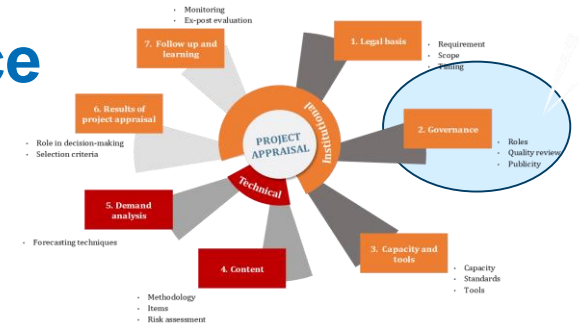 ce
• Monitoring
• Ex-post evaluation
7. Follow up and
learning
1. Legal basis
• Requirement
• Scope
• Timing
6. Results of
project appraisal
• Role in decision-making
• Selection criteria
PROJECT
APPRAISAL
Institutional
Technical
2. Governance
• Roles
• Quality review
• Publicity
5. Demand
analysis
• Forecasting techniques
3. Capacity and
tools
• Capacity
• Standards
• Tools
4. Content
• Methodology
• Items
• Risk assessment